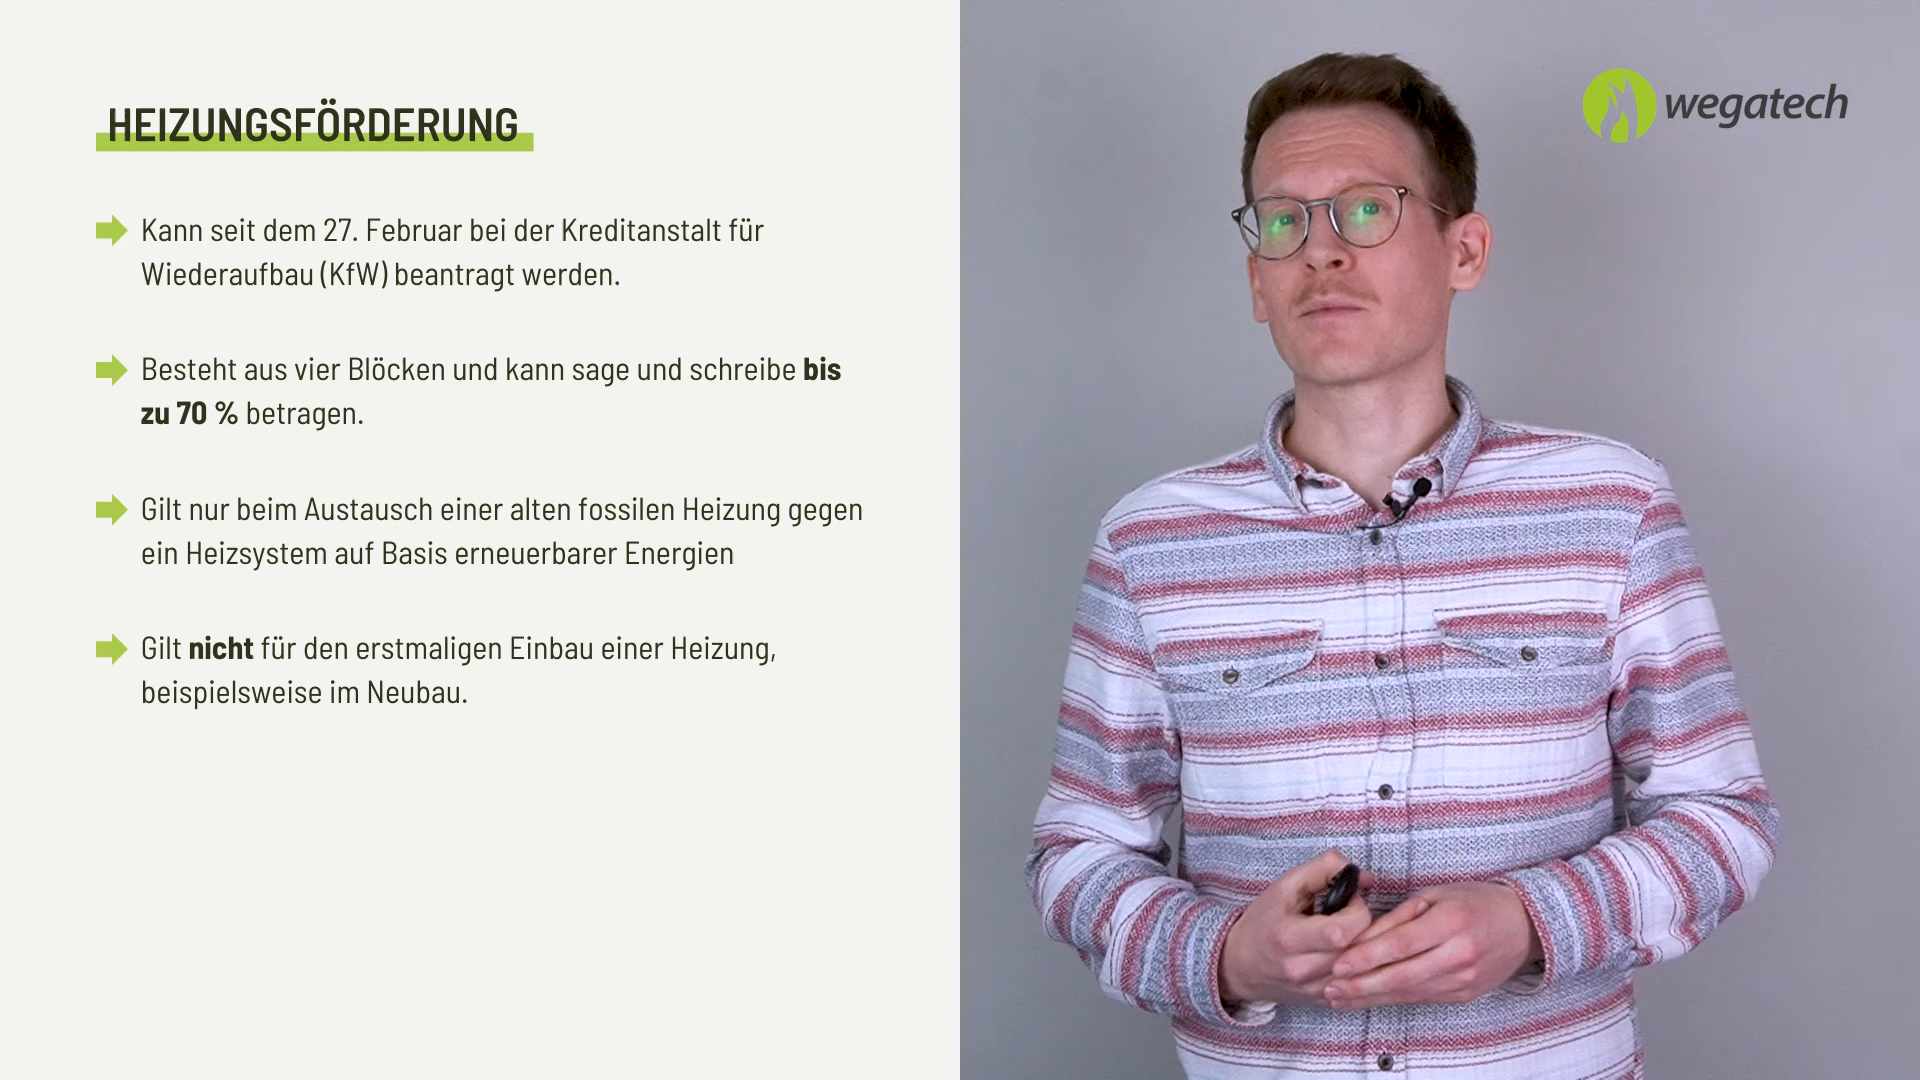 HEIZUNGSFÖRDERUNG
Kann seit dem 27. Februar bei der Kreditanstalt für
Wiederaufbau (KfW) beantragt werden.
Besteht aus vier Blöcken und kann sage und schreibe bis
zu 70 % betragen.
Gilt nur beim Austausch einer alten fossilen Heizung gegen
ein Heizsystem auf Basis erneuerbarer Energien
Gilt nicht für den erstmaligen Einbau einer Heizung,
beispielsweise im Neubau.
wegatech